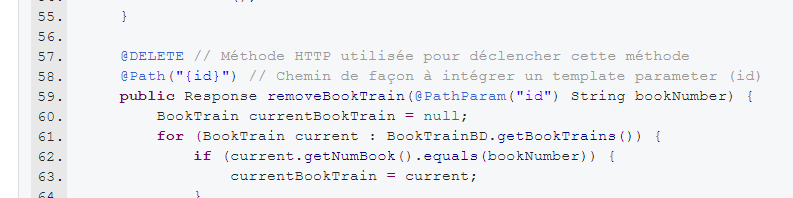 55. }
56.
57. @DELETE // Méthode HTTP utilisée pour déclencher cette méthode
58. @Path("{id}") // Chemin de façon à intégrer un template parameter (id)
59. public Response removeBookTrain(@PathParam("id") String bookNumber) {
60. BookTrain currentBookTrain = null;
61. for (BookTrain current : BookTrainBD.getBookTrains()) {
62. if (current.getNumBook().equals(bookNumber)) {
63. currentBookTrain = current;
64. }